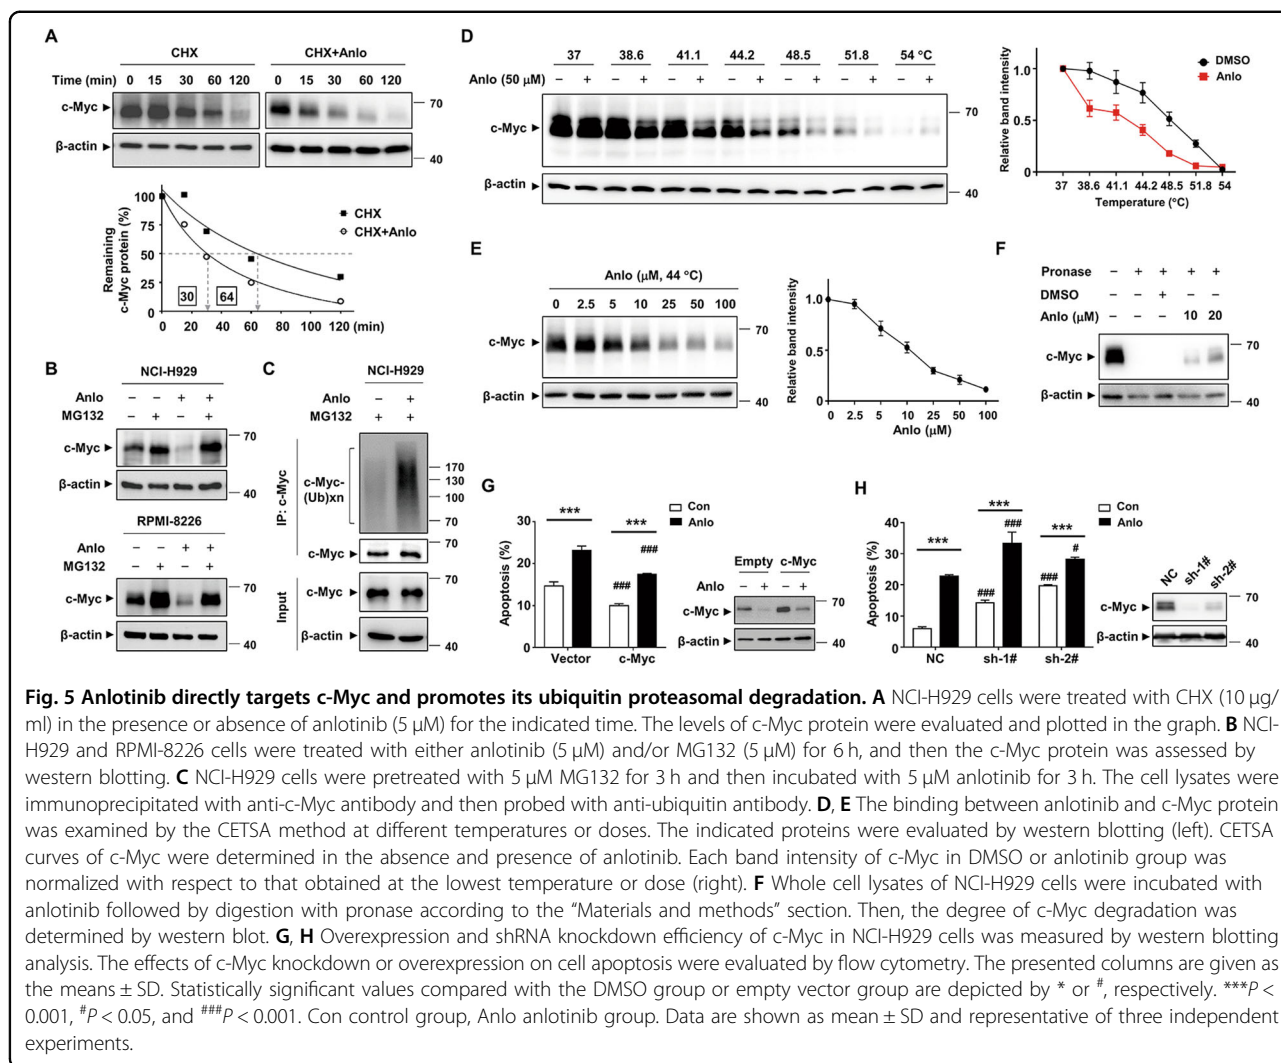 A
CHX
CHX+Anlo
Time (min) 0 15 30 60 120 0 15 30 60 120
c-Myc
70
β-actin
40
Remaining
c-Myc protein (%)
100
75
50
25
0
CHX
CHX+Anlo
30
64
0 20 40 60 80 100 120 (min)
B
NCI-H929
Anlo − − + +
MG132 − + − +
c-Myc
70
β-actin
40
RPMI-8226
Anlo − − + +
MG132 − + − +
c-Myc
70
β-actin
40
C
NCI-H929
Anlo − +
MG132 + +
IP: c-Myc
c-Myc-
(Ub)xn
170
130
100
70
c-Myc
70
50
Input
c-Myc
70
50
β-actin
40
D
37 38.6 41.1 44.2 48.5 51.8 54 °C
Anlo (50 μM) − + − + − + − + − + − + − +
c-Myc
70
50
β-actin
40
Relative band intensity
1.0
0.5
0.0
DMSO
Anlo
37 38.6 41.1 44.2 48.5 51.8 54
Temperature (°C)
E
Anlo (μM, 44 °C)
0 2.5 5 10 25 50 100
c-Myc
70
β-actin
40
Relative band intensity
1.0
0.5
0
0 2.5 5 10 25 50 100
Anlo (μM)
F
Pronase − + + + +
DMSO − − + − −
Anlo (μM) − − − 10 20
c-Myc
70
50
β-actin
40
G
Con
Anlo
Apoptosis (%)
30
20
10
0
***
***
###
###
Vector c-Myc
Empty c-Myc
Anlo − + − +
c-Myc
70
β-actin
40
H
Con
Anlo
Apoptosis (%)
40
30
20
10
0
***
***
***
###
###
###
#
NC sh-1# sh-2#
NC sh-1# sh-2#
c-Myc
70
β-actin
40
Fig. 5 Anlotinib directly targets c-Myc and promotes its ubiquitin proteasomal degradation. A NCI-H929 cells were treated with CHX (10 μg/
ml) in the presence or absence of anlotinib (5 μM) for the indicated time. The levels of c-Myc protein were evaluated and plotted in the graph. B NCI-
H929 and RPMI-8226 cells were treated with either anlotinib (5 μM) and/or MG132 (5 μM) for 6 h, and then the c-Myc protein was assessed by
western blotting. C NCI-H929 cells were pretreated with 5 μM MG132 for 3 h and then incubated with 5 μM anlotinib for 3 h. The cell lysates were
immunoprecipitated with anti-c-Myc antibody and then probed with anti-ubiquitin antibody. D, E The binding between anlotinib and c-Myc protein
was examined by the CETSA method at different temperatures or doses. The indicated proteins were evaluated by western blotting (left). CETSA
curves of c-Myc were determined in the absence and presence of anlotinib. Each band intensity of c-Myc in DMSO or anlotinib group was
normalized with respect to that obtained at the lowest temperature or dose (right). F Whole cell lysates of NCI-H929 cells were incubated with
anlotinib followed by digestion with pronase according to the “Materials and methods” section. Then, the degree of c-Myc degradation was
determined by western blot. G, H Overexpression and shRNA knockdown efficiency of c-Myc in NCI-H929 cells was measured by western blotting
analysis. The effects of c-Myc knockdown or overexpression on cell apoptosis were evaluated by flow cytometry. The presented columns are given as
the means ± SD. Statistically significant values compared with the DMSO group or empty vector group are depicted by * or #, respectively. ***P <
0.001, #P < 0.05, and ###P < 0.001. Con control group, Anlo anlotinib group. Data are shown as mean ± SD and representative of three independent
experiments.